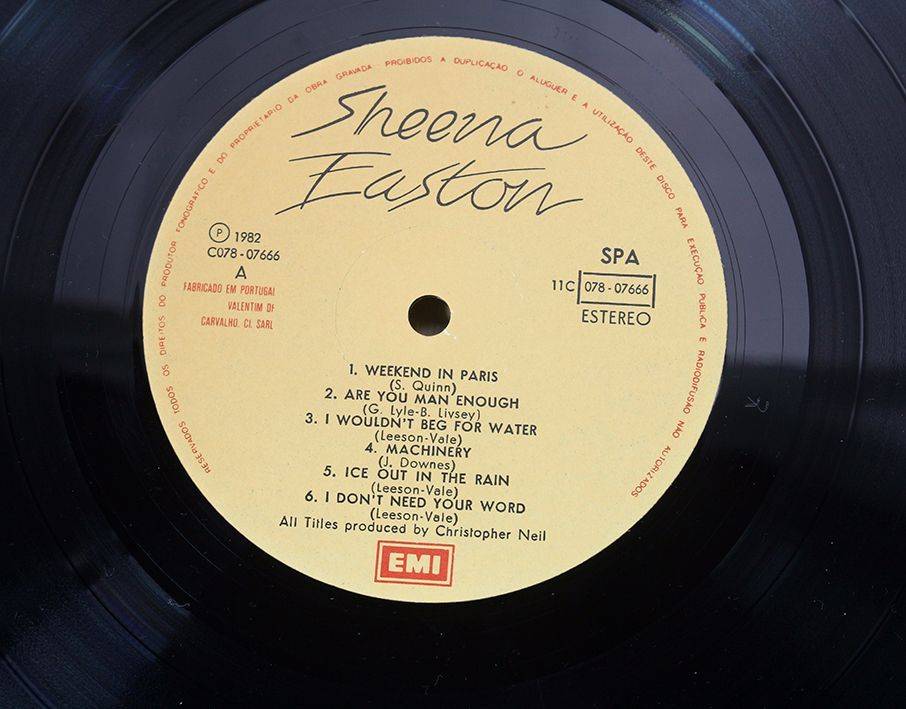 RESERVADOS TODOS OS DIREITOS DO PRODUTOR FONOGRAFICO E DO PROPRIETARIO DA OBRA GRAVADA. PROIBIDOS A DUPLICAÇÃO O ALUGUER E A UTILIZAÇÃO DESTE DISCO PARA EXECUÇÃO PUBLICA E RADIODIFUSÃO NAO AUTORIZADOS
Sheena
Easton
Ⓟ 1982
C078-07666
A
FABRICADO EM PORTUGAL
VALENTIM DE
CARVALHO, CI. SARL
SPA
11C 078-07666
ESTEREO
1. WEEKEND IN PARIS
(S. Quinn)
2. ARE YOU MAN ENOUGH
(G. Lyle-B. Livsey)
3. I WOULDN'T BEG FOR WATER
(Leeson-Vale)
4. MACHINERY
(J. Downes)
5. ICE OUT IN THE RAIN
(Leeson-Vale)
6. I DON'T NEED YOUR WORD
(Leeson-Vale)
All Titles produced by Christopher Neil
EMI